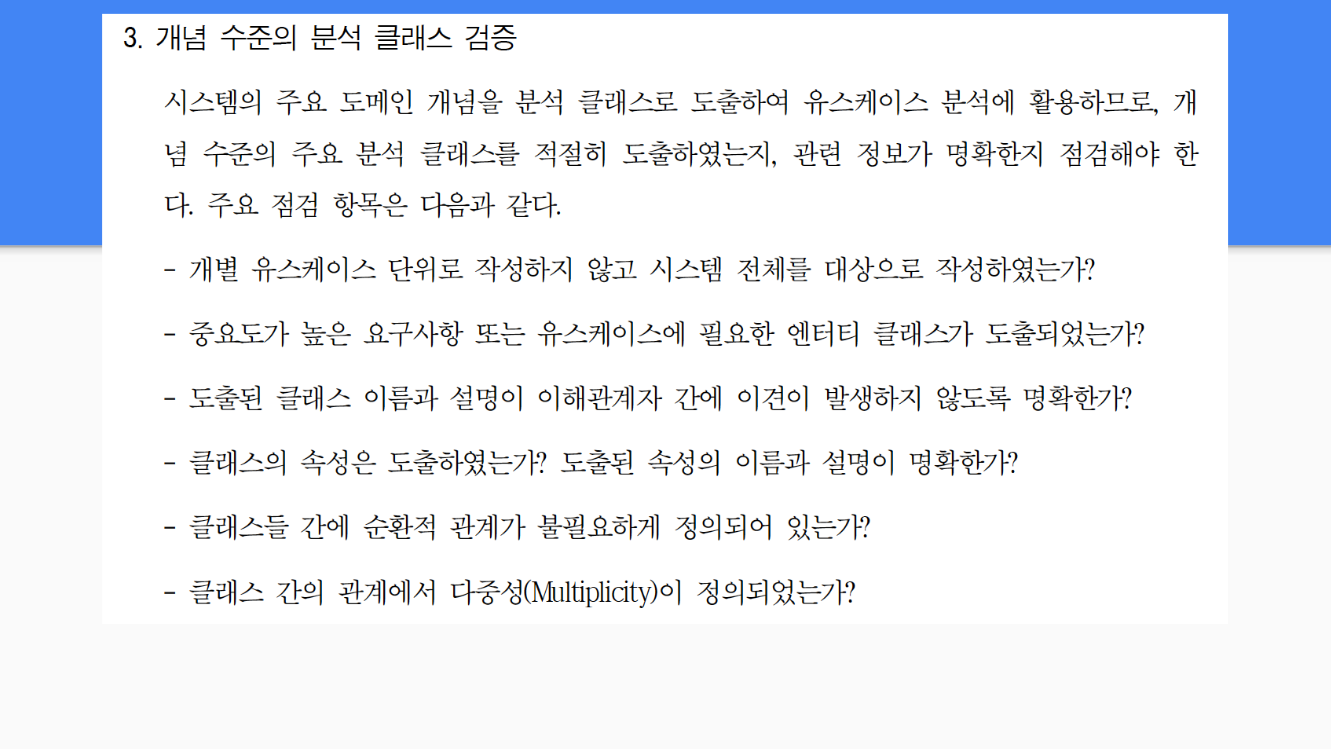 3. 개념 수준의 분석 클래스 검증
시스템의 주요 도메인 개념을 분석 클래스로 도출하여 유스케이스 분석에 활용하므로, 개
념 수준의 주요 분석 클래스를 적절히 도출하였는지, 관련 정보가 명확한지 점검해야 한
다. 주요 점검 항목은 다음과 같다.
- 개별 유스케이스 단위로 작성하지 않고 시스템 전체를 대상으로 작성하였는가?
- 중요도가 높은 요구사항 또는 유스케이스에 필요한 엔터티 클래스가 도출되었는가?
- 도출된 클래스 이름과 설명이 이해관계자 간에 이견이 발생하지 않도록 명확한가?
- 클래스의 속성은 도출하였는가? 도출된 속성의 이름과 설명이 명확한가?
- 클래스들 간에 순환적 관계가 불필요하게 정의되어 있는가?
- 클래스 간의 관계에서 다중성(Multiplicity)이 정의되었는가?